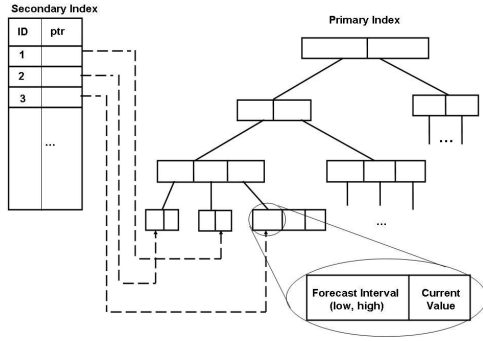 Secondary Index
Primary Index
ID ptr
1
2
3
...
...
...
Forecast Interval
(low, high)
Current
Value